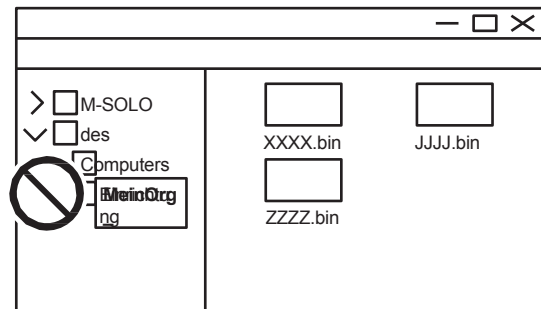 M-SOLO
des
Computers
XXXX.bin
JJJJ.bin
ZZZZ.bin